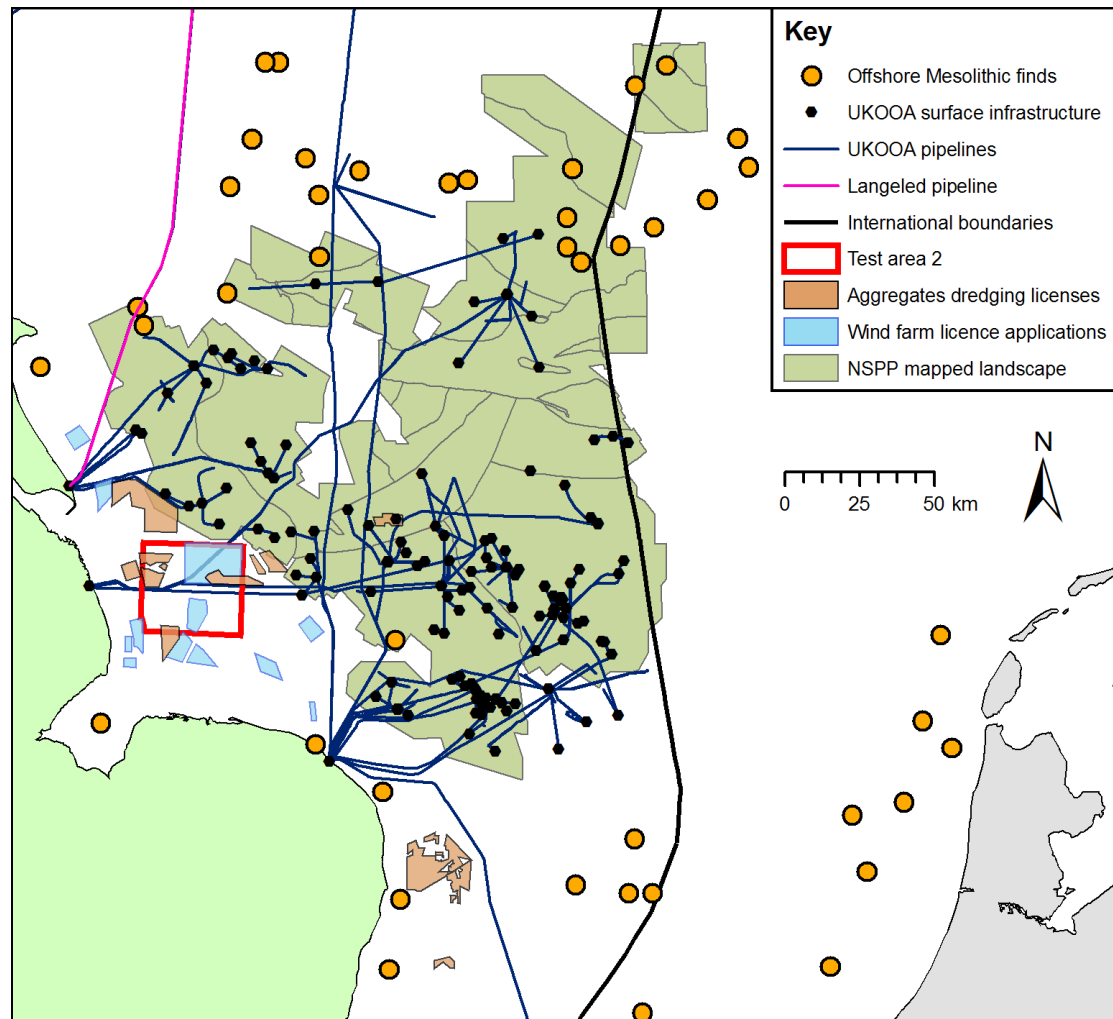 Key
Offshore Mesolithic finds
UKOOA surface infrastructure
UKOOA pipelines
Langeled pipeline
International boundaries
Test area 2
Aggregates dredging licenses
Wind farm licence applications
NSPP mapped landscape
N
0 25 50 km